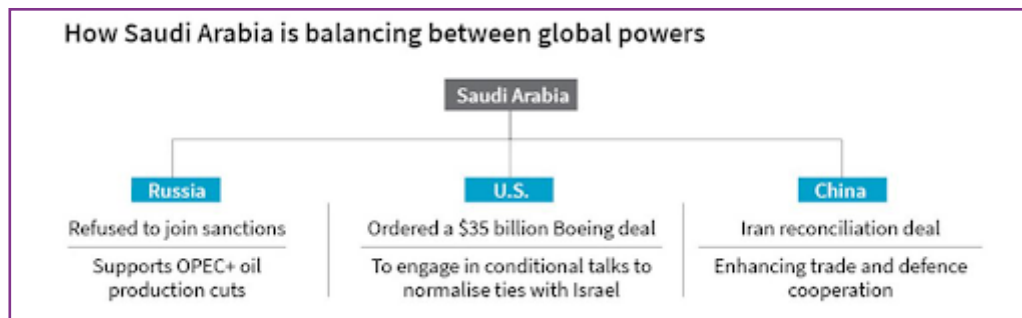 How Saudi Arabia is balancing between global powers
Saudi Arabia
Russia
Refused to join sanctions
Supports OPEC+ oil
production cuts
U.S.
Ordered a $35 billion Boeing deal
To engage in conditional talks to
normalise ties with Israel
China
Iran reconciliation deal
Enhancing trade and defence
cooperation